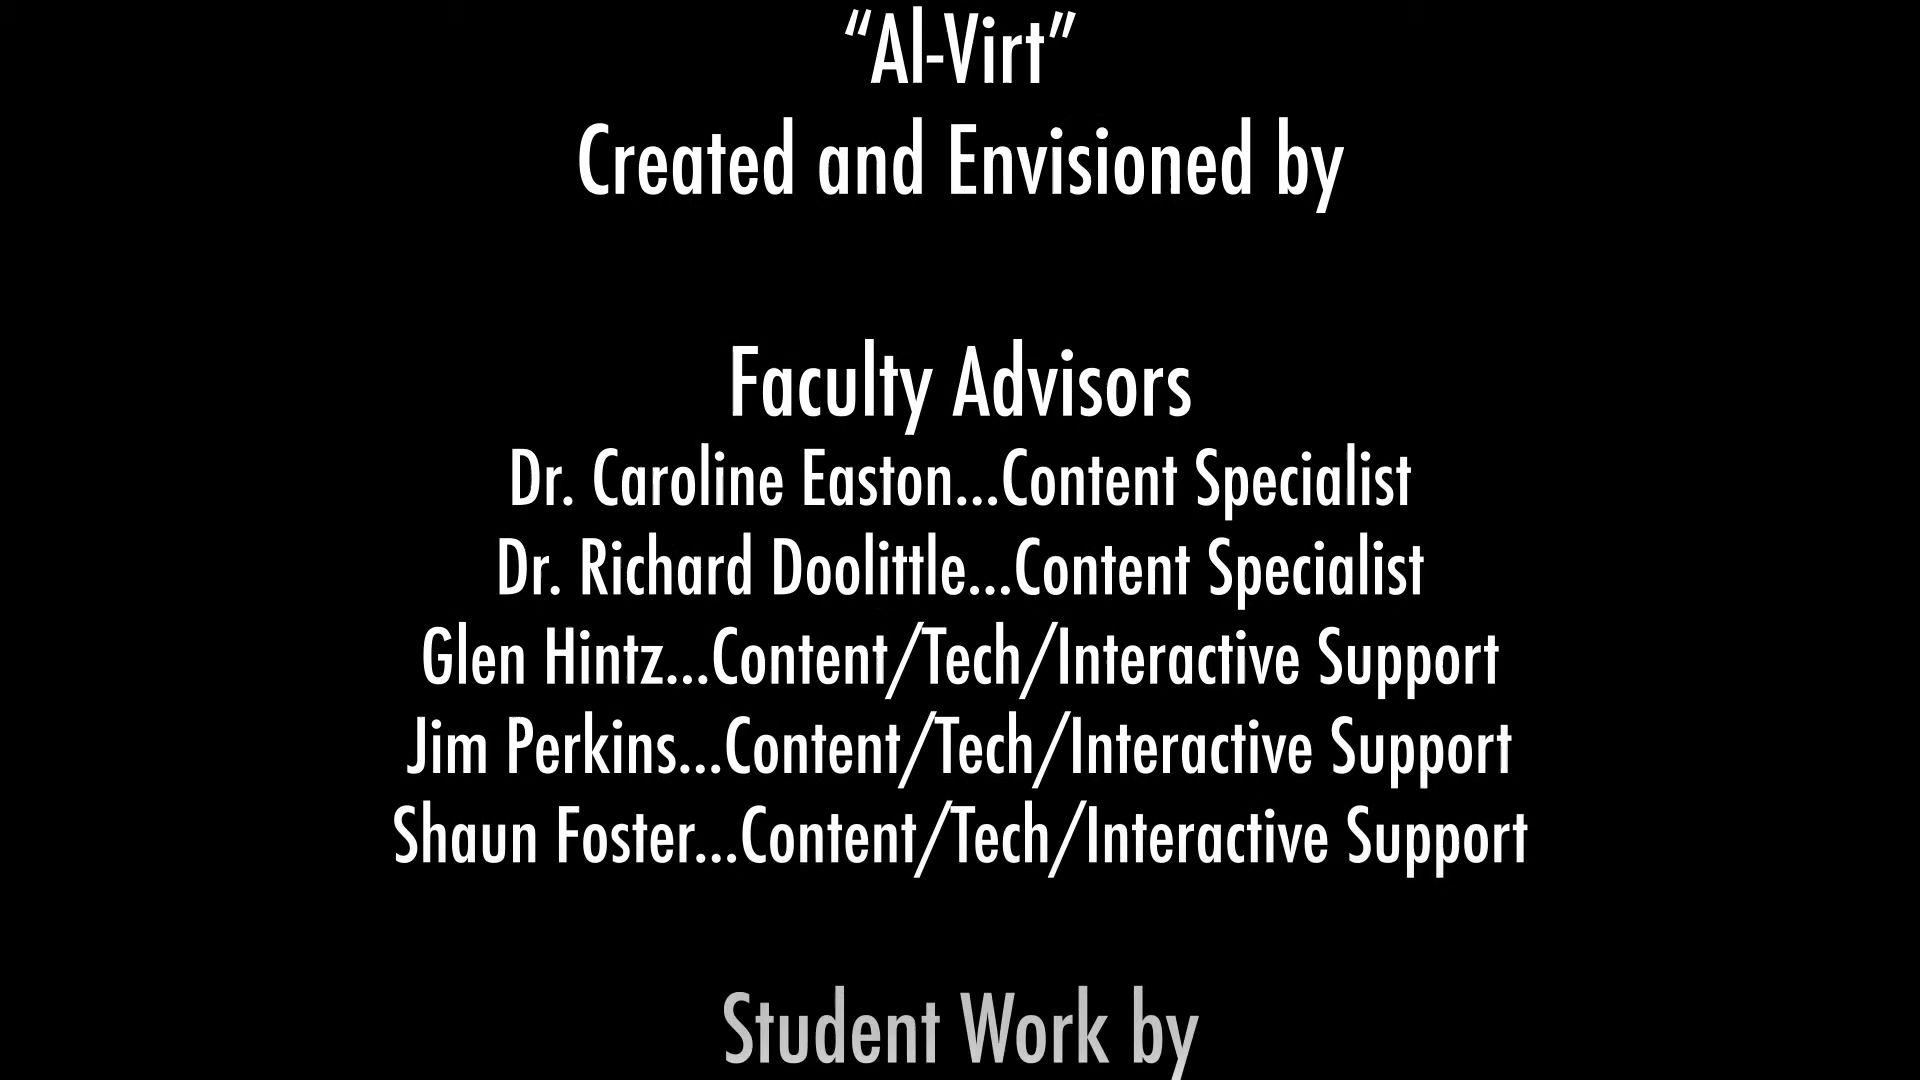 “Al-Virt”
Created and Envisioned by
Faculty Advisors
Dr. Caroline Easton...Content Specialist
Dr. Richard Doolittle...Content Specialist
Glen Hintz...Content/Tech/Interactive Support
Jim Perkins...Content/Tech/Interactive Support
Shaun Foster...Content/Tech/Interactive Support
Student Work by